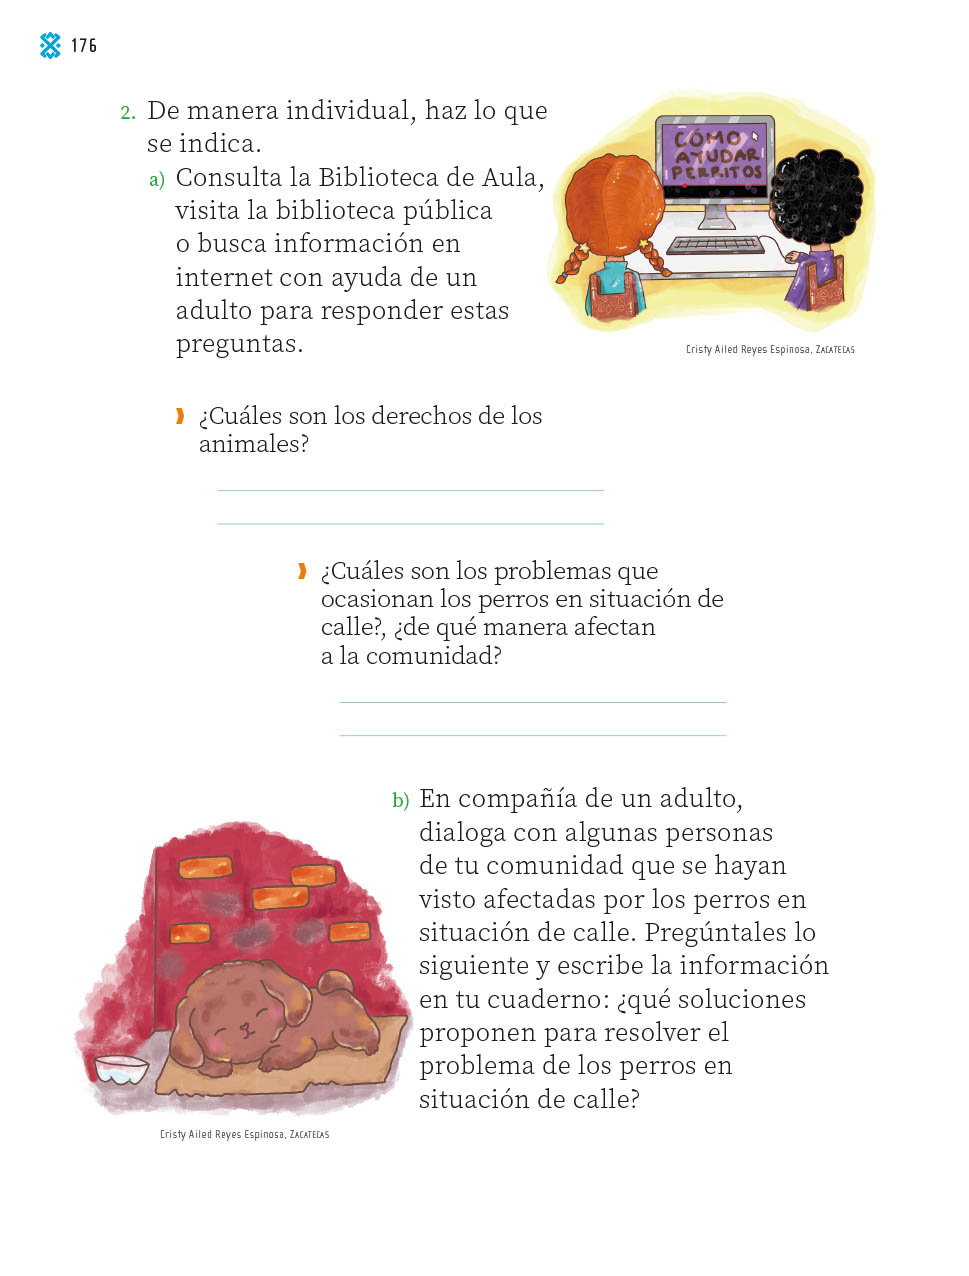 176
2. De manera individual, haz lo que
se indica.
a) Consulta la Biblioteca de Aula,
visita la biblioteca pública
o busca información en
internet con ayuda de un
adulto para responder estas
preguntas.
CÓMO
AYUDAR
PERRITOS
Cristy Ailed Reyes Espinosa, ZACATECAS
¿Cuáles son los derechos de los
animales?
¿Cuáles son los problemas que
ocasionan los perros en situación de
calle?, ¿de qué manera afectan
a la comunidad?
b) En compañía de un adulto,
dialoga con algunas personas
de tu comunidad que se hayan
visto afectadas por los perros en
situación de calle. Pregúntales lo
siguiente y escribe la información
en tu cuaderno: ¿qué soluciones
proponen para resolver el
problema de los perros en
situación de calle?
Cristy Ailed Reyes Espinosa, ZACATECAS